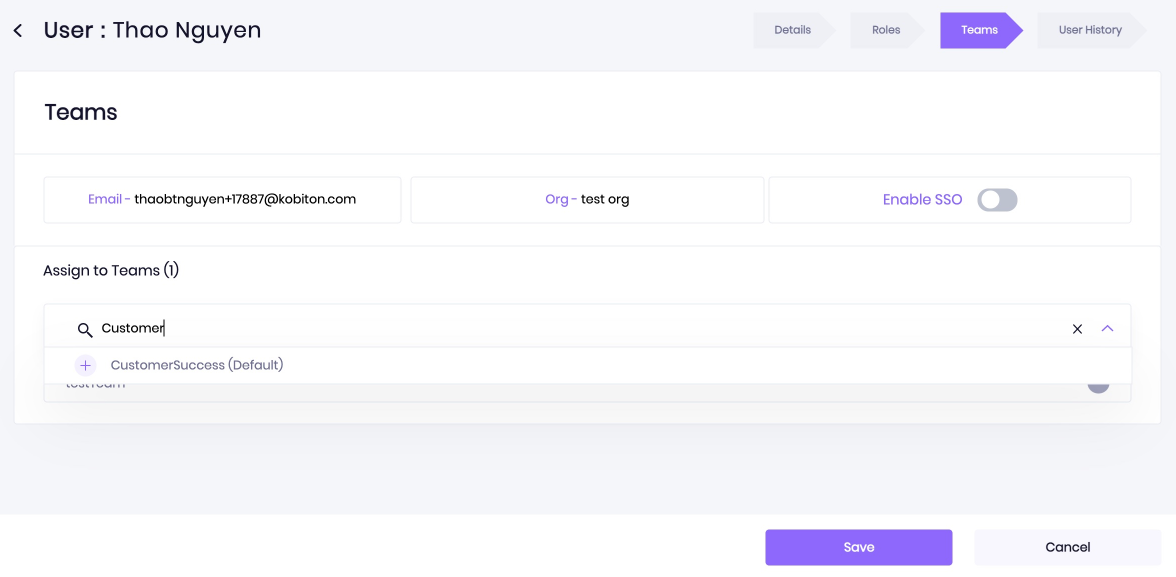 User : Thao Nguyen
Details
Roles
Teams
User History
Teams
Email - thaobtnguyen+17887@kobiton.com
Org - test org
Enable SSO
Assign to Teams (1)
Customer
CustomerSuccess (Default)
testTeam
Save
Cancel